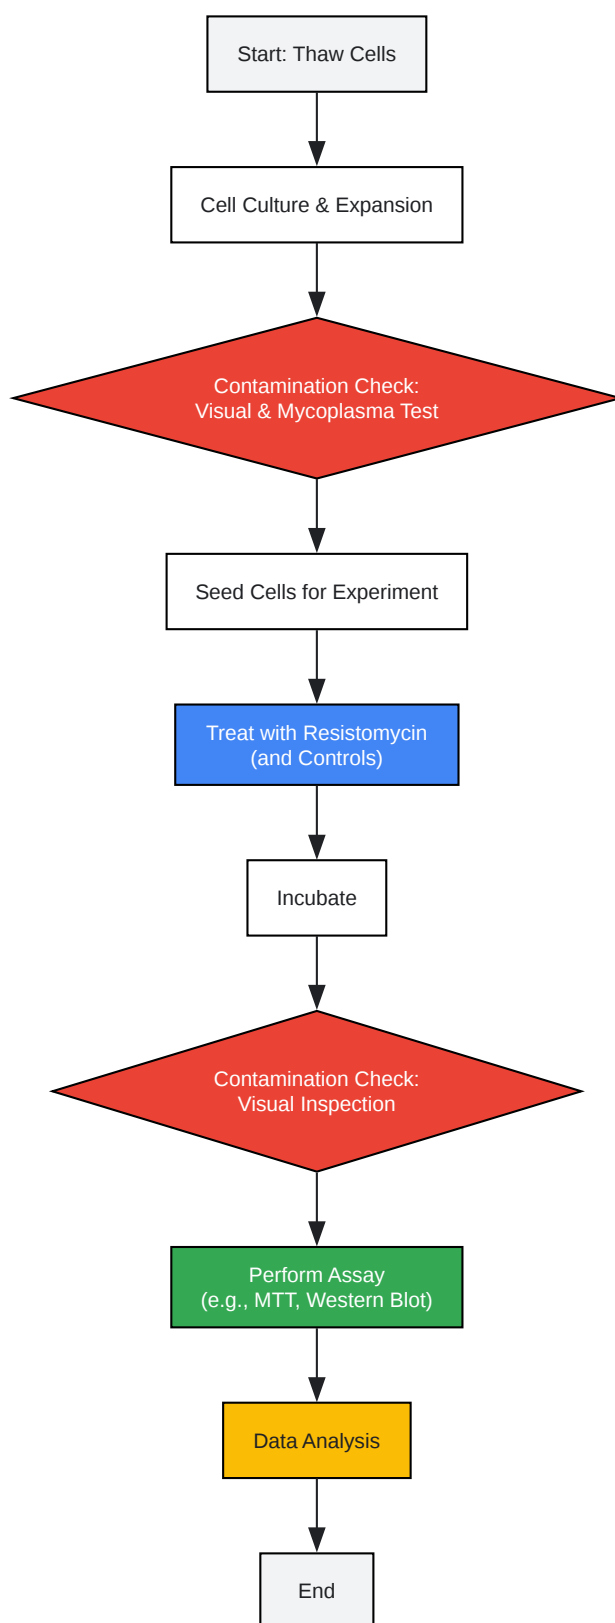 Start: Thaw Cells
Cell Culture & Expansion
Contamination Check:
Visual & Mycoplasma Test
Seed Cells for Experiment
Treat with Resistomycin
(and Controls)
Incubate
Contamination Check:
Visual Inspection
Perform Assay
(e.g., MTT, Western Blot)
Data Analysis
End